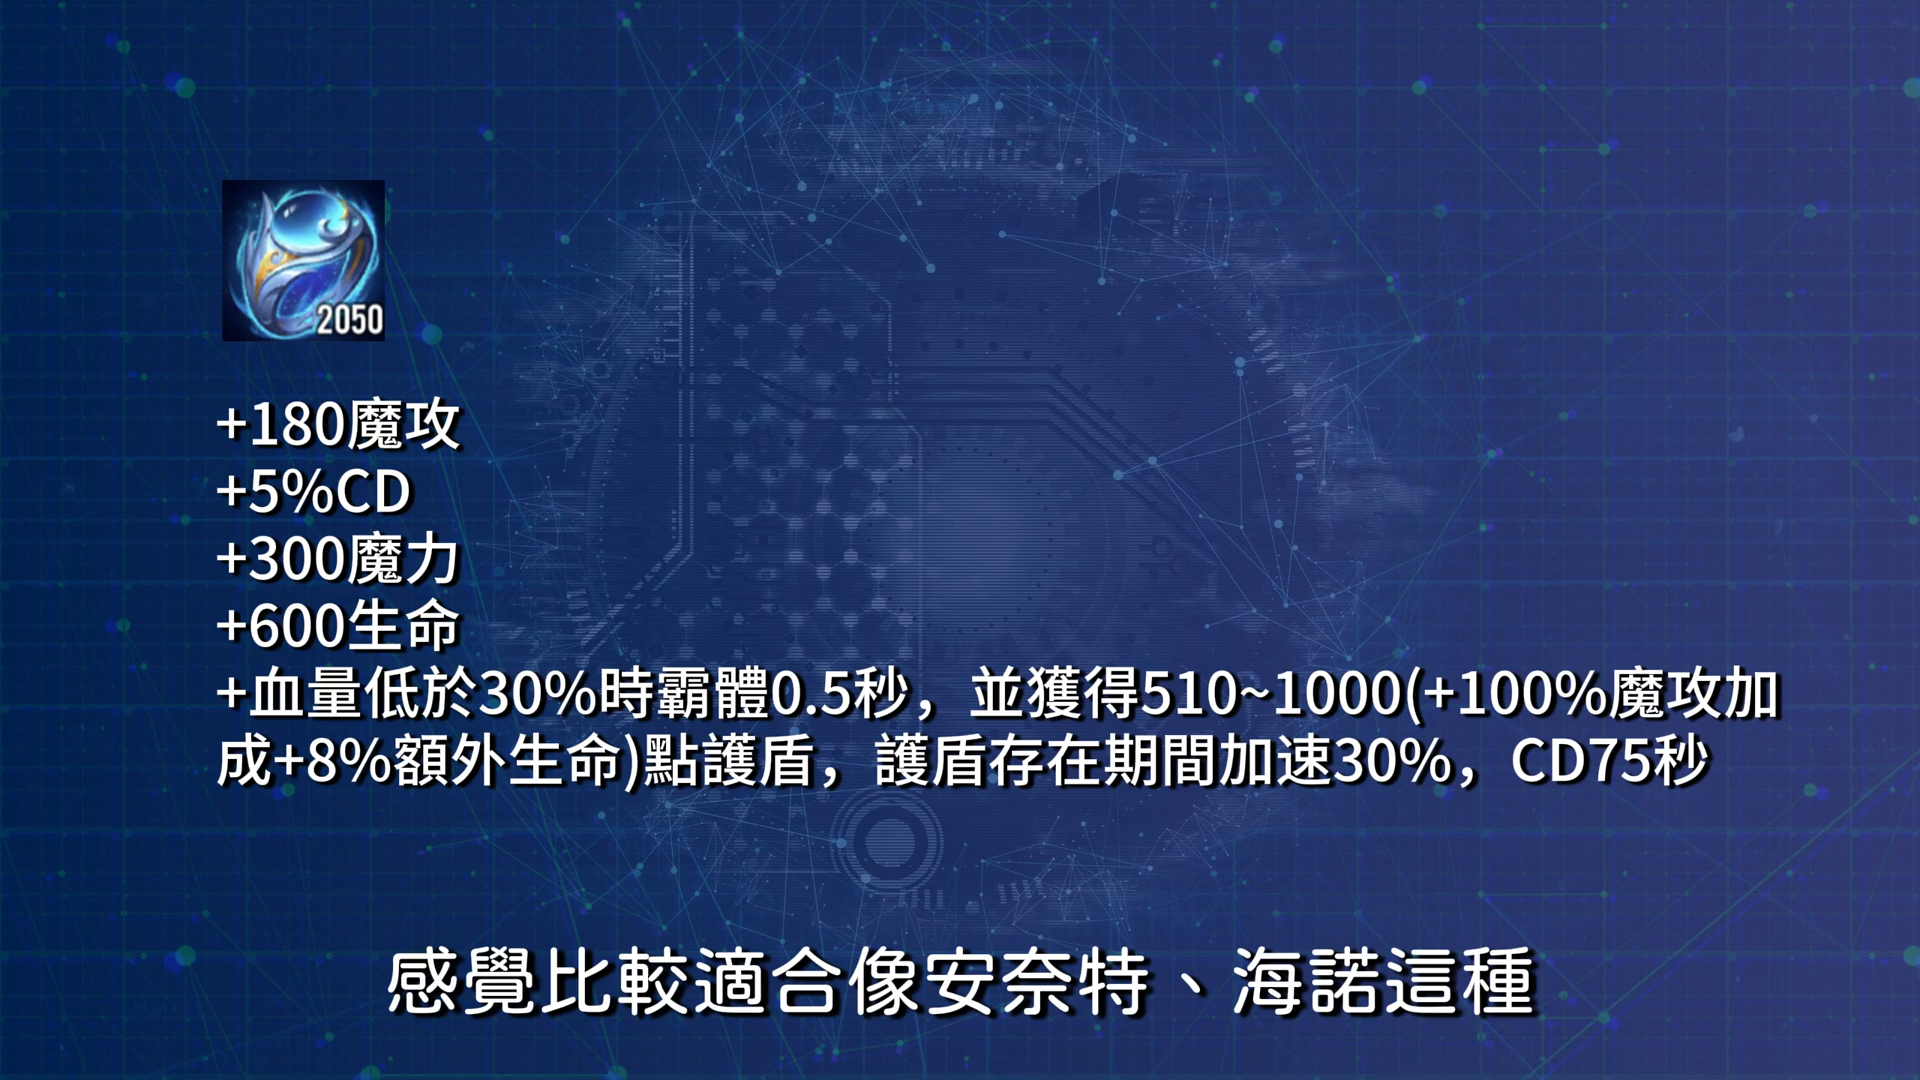 2050
+180魔攻
+5%CD
+300魔力
+600生命
+血量低於30%時霸體0.5秒，並獲得510~1000(+100%魔攻加
成+8%額外生命)點護盾，護盾存在期間加速30%，CD75秒
感覺比較適合像安奈特、海諾這種